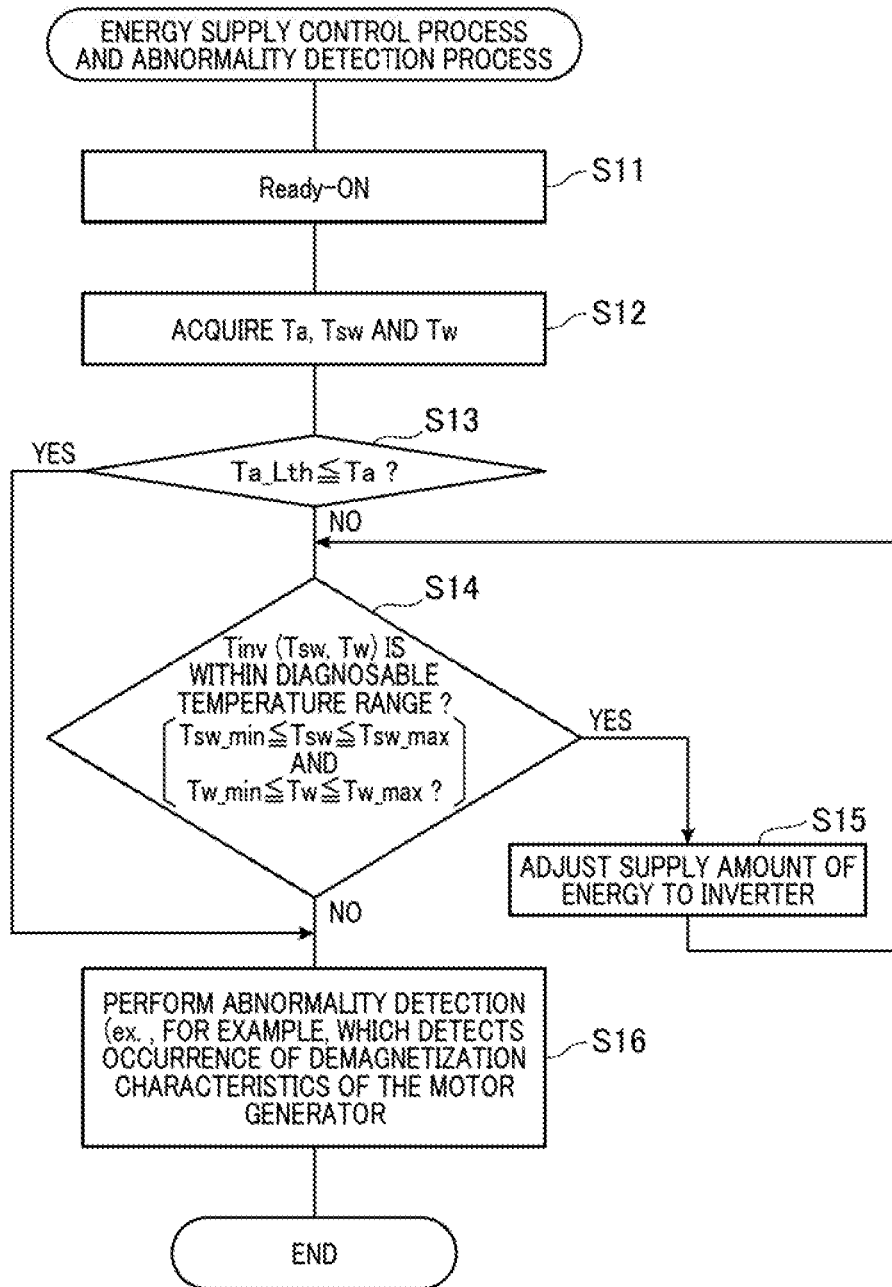 ENERGY SUPPLY CONTROL PROCESS
AND ABNORMALITY DETECTION PROCESS
Ready-ON
S11
ACQUIRE Ta, Tsw AND Tw
S12
S13
YES
Ta_Lth≦Ta ?
NO
S14
Tinv (Tsw, Tw) IS
WITHIN DIAGNOSABLE
TEMPERATURE RANGE ?
Tsw_min≦Tsw≦Tsw_max
AND
Tw_min≦Tw≦Tw_max ?
YES
S15
ADJUST SUPPLY AMOUNT OF
ENERGY TO INVERTER
NO
PERFORM ABNORMALITY DETECTION
(ex. , FOR EXAMPLE, WHICH DETECTS
OCCURRENCE OF DEMAGNETIZATION
CHARACTERISTICS OF THE MOTOR
GENERATOR
S16
END